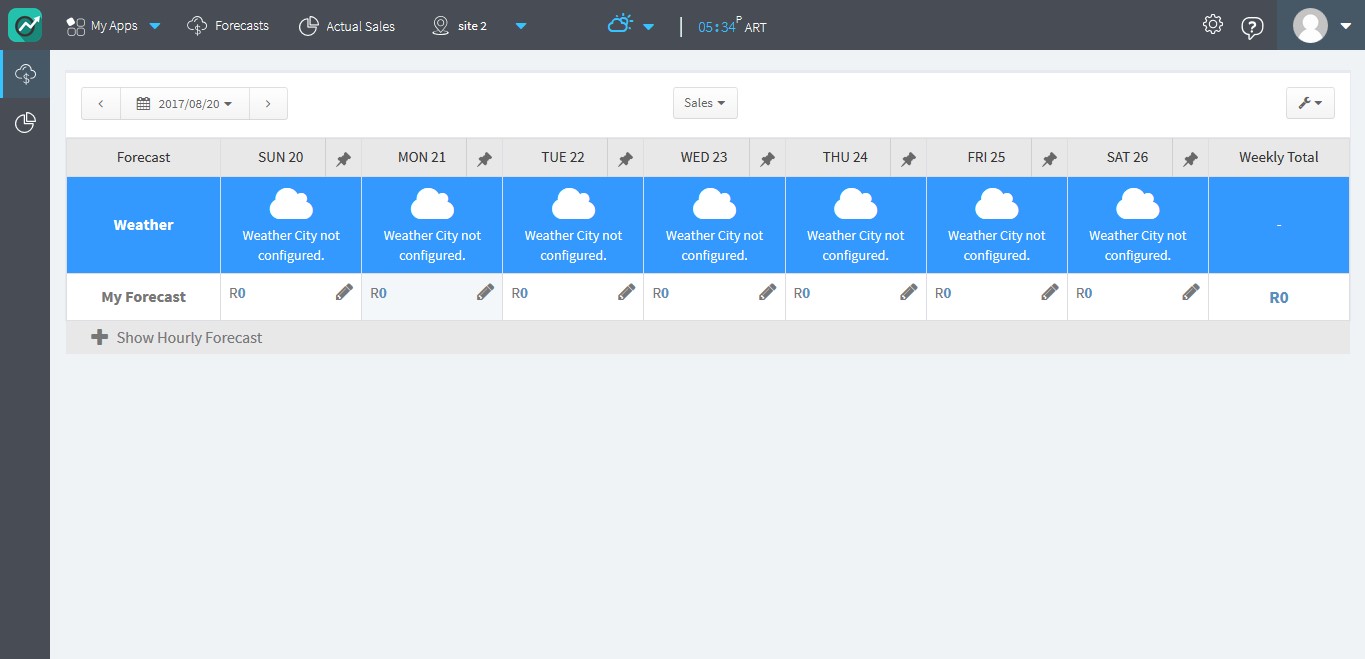 My Apps Forecasts Actual Sales site 2 05:34 P ART
2017/08/20 Sales
Forecast SUN 20 MON 21 TUE 22 WED 23 THU 24 FRI 25 SAT 26 Weekly Total
Weather Weather City not configured. Weather City not configured. Weather City not configured. Weather City not configured. Weather City not configured. Weather City not configured. Weather City not configured. -
My Forecast R0 R0 R0 R0 R0 R0 R0 R0
Show Hourly Forecast